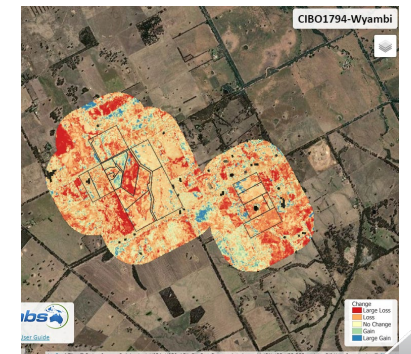 CIBO1794-Wyambi
Change
Large Loss
Loss
No Change
Gain
Large Gain
User Guide